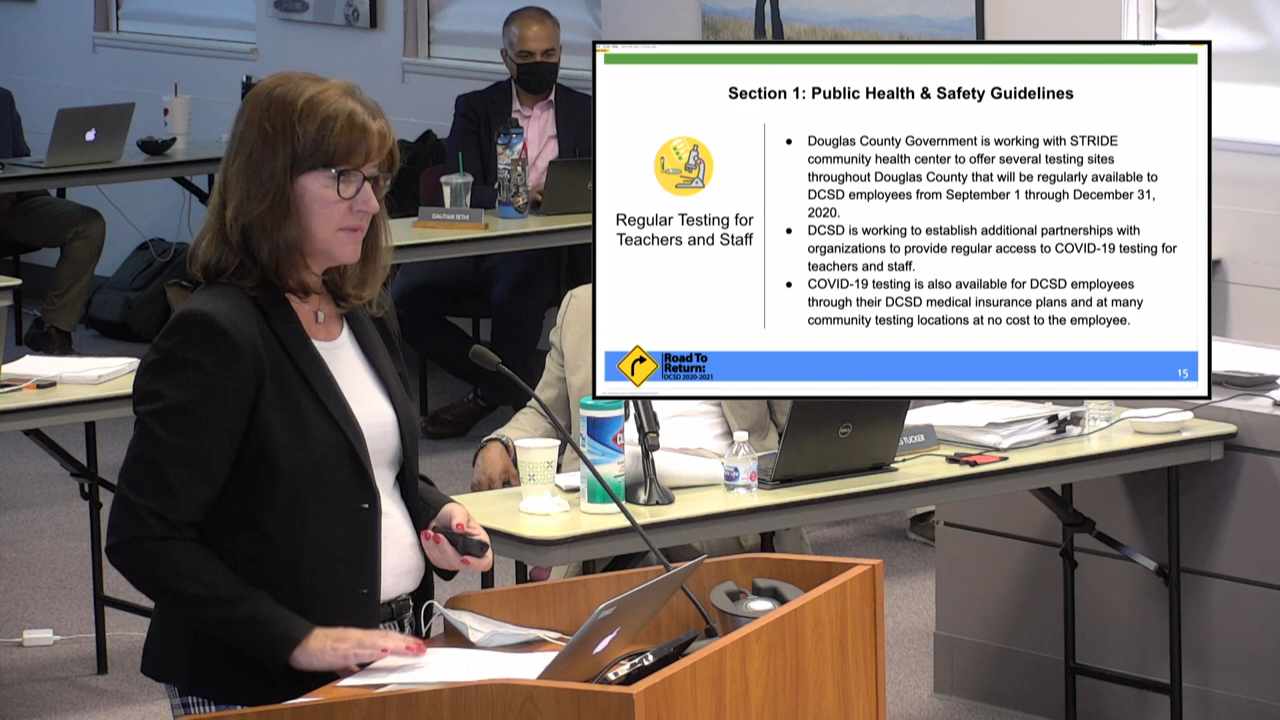 Section 1: Public Health & Safety Guidelines
Regular Testing for
Teachers and Staff
● Douglas County Government is working with STRIDE
community health center to offer several testing sites
throughout Douglas County that will be regularly available to
DCSD employees from September 1 through December 31,
2020.
● DCSD is working to establish additional partnerships with
organizations to provide regular access to COVID-19 testing for
teachers and staff.
● COVID-19 testing is also available for DCSD employees
through their DCSD medical insurance plans and at many
community testing locations at no cost to the employee.
Road To
Return:
DCSD 2020-2021
15
GAUTAM SETHI
TUCKER
DELL